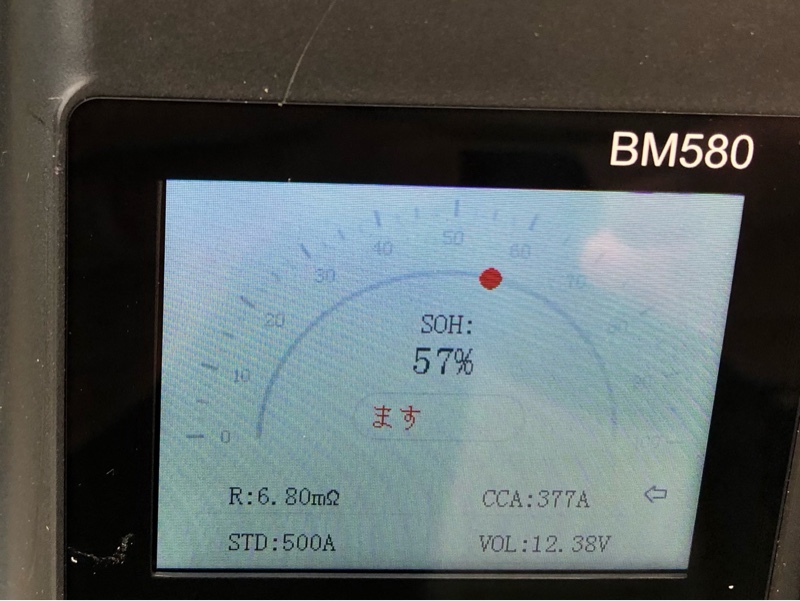 BM580
0 10 20 30 40 50 60 70
SOH:
57%
ます
R:6.80mΩ
CCA:377A
STD:500A
VOL:12.38V